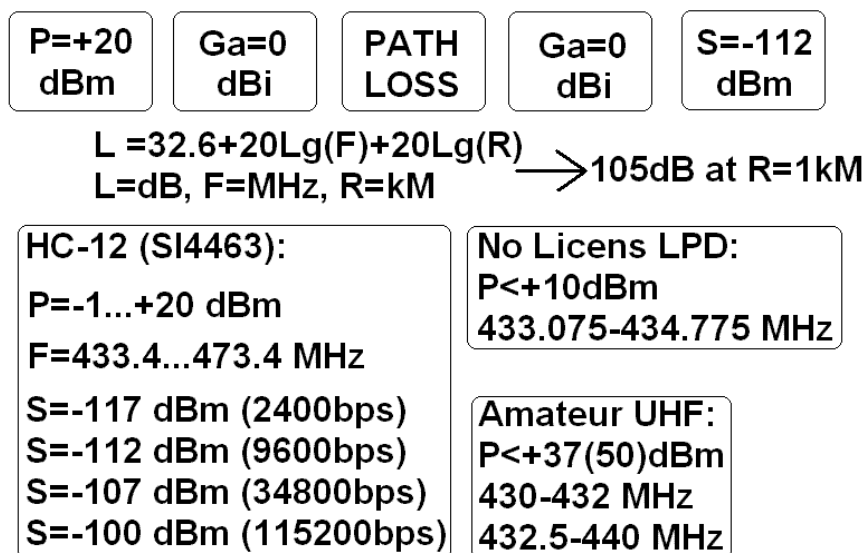 P=+20
dBm
Ga=0
dBi
PATH
LOSS
Ga=0
dBi
S=-112
dBm
L =32.6+20Lg(F)+20Lg(R)
L=dB, F=MHz, R=kM
105dB at R=1kM
HC-12 (SI4463):
P=-1...+20 dBm
F=433.4...473.4 MHz
S=-117 dBm (2400bps)
S=-112 dBm (9600bps)
S=-107 dBm (34800bps)
S=-100 dBm (115200bps)
No Licens LPD:
P<+10dBm
433.075-434.775 MHz
Amateur UHF:
P<+37(50)dBm
430-432 MHz
432.5-440 MHz